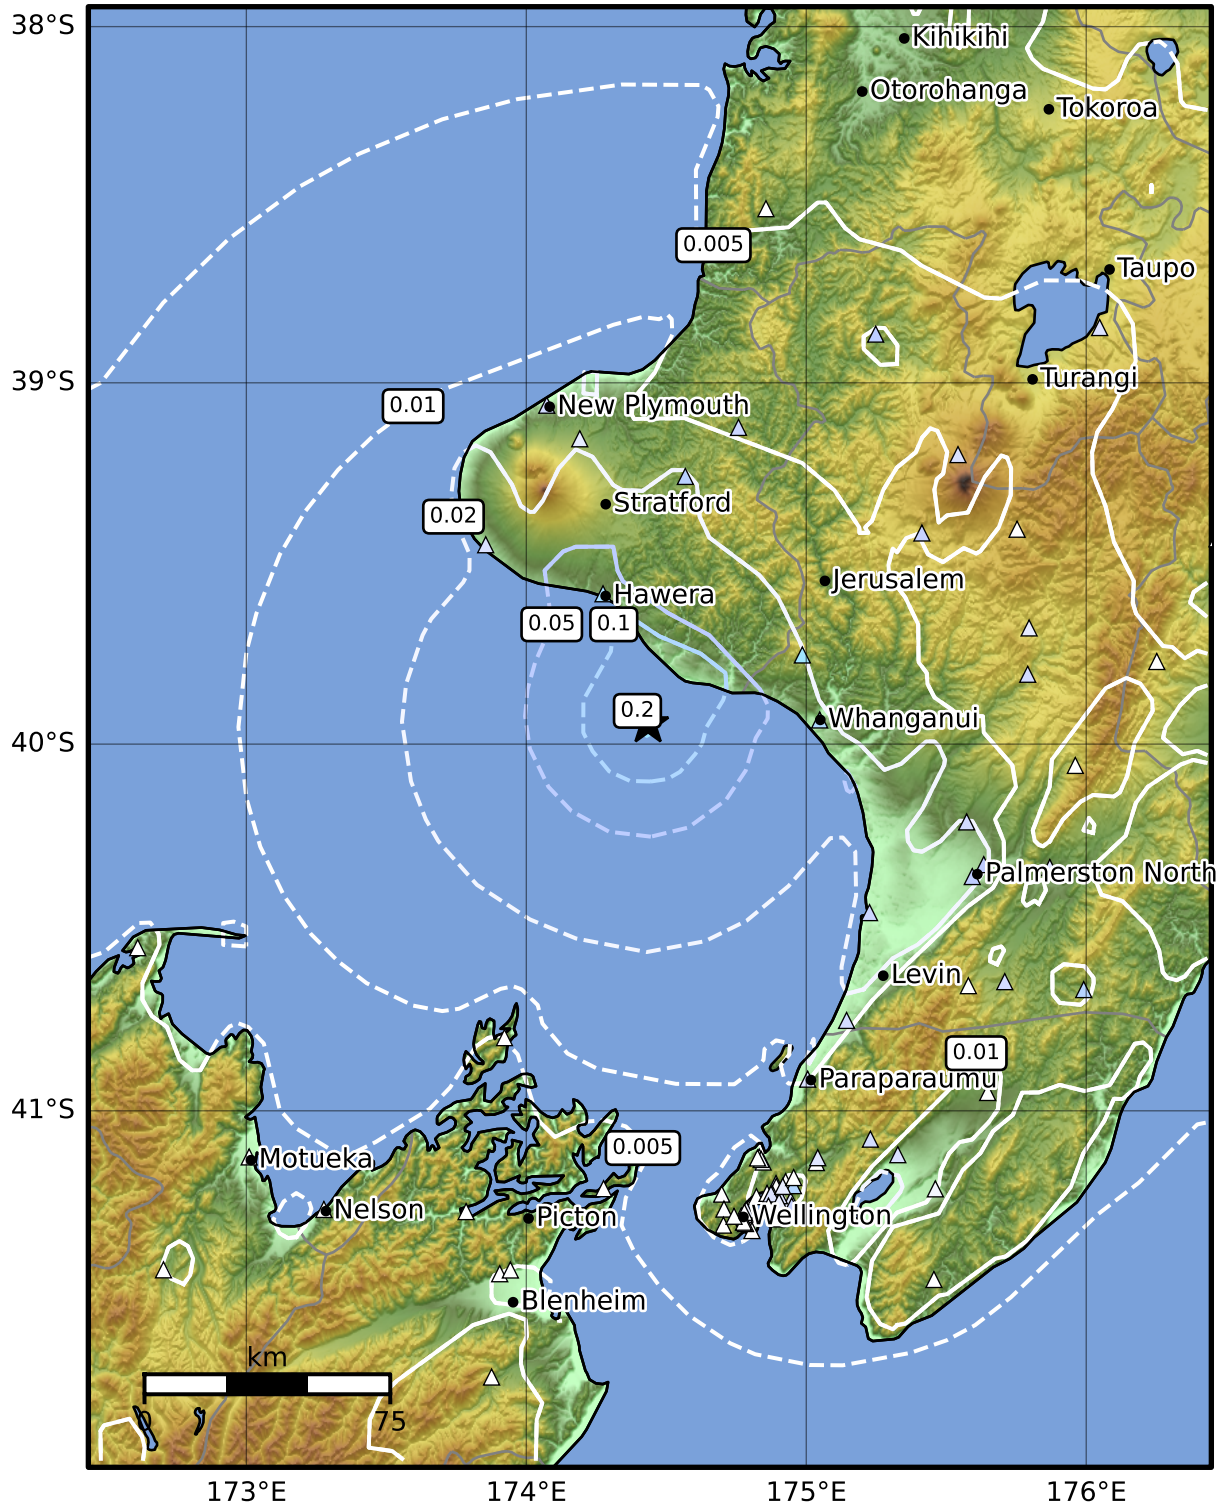 38°S
Kihikihi
Otorohanga
Tokoroa
0.005
Taupo
39°S
Turangi
0.01
New Plymouth
0.02
Stratford
Jerusalem
Hawera
0.05
0.1
0.2
Whanganui
40°S
Palmerston North
Levin
0.01
Paraparaumu
41°S
0.005
Motueka
Nelson
Picton
Wellington
Blenheim
km
0
75
173°E
174°E
175°E
176°E